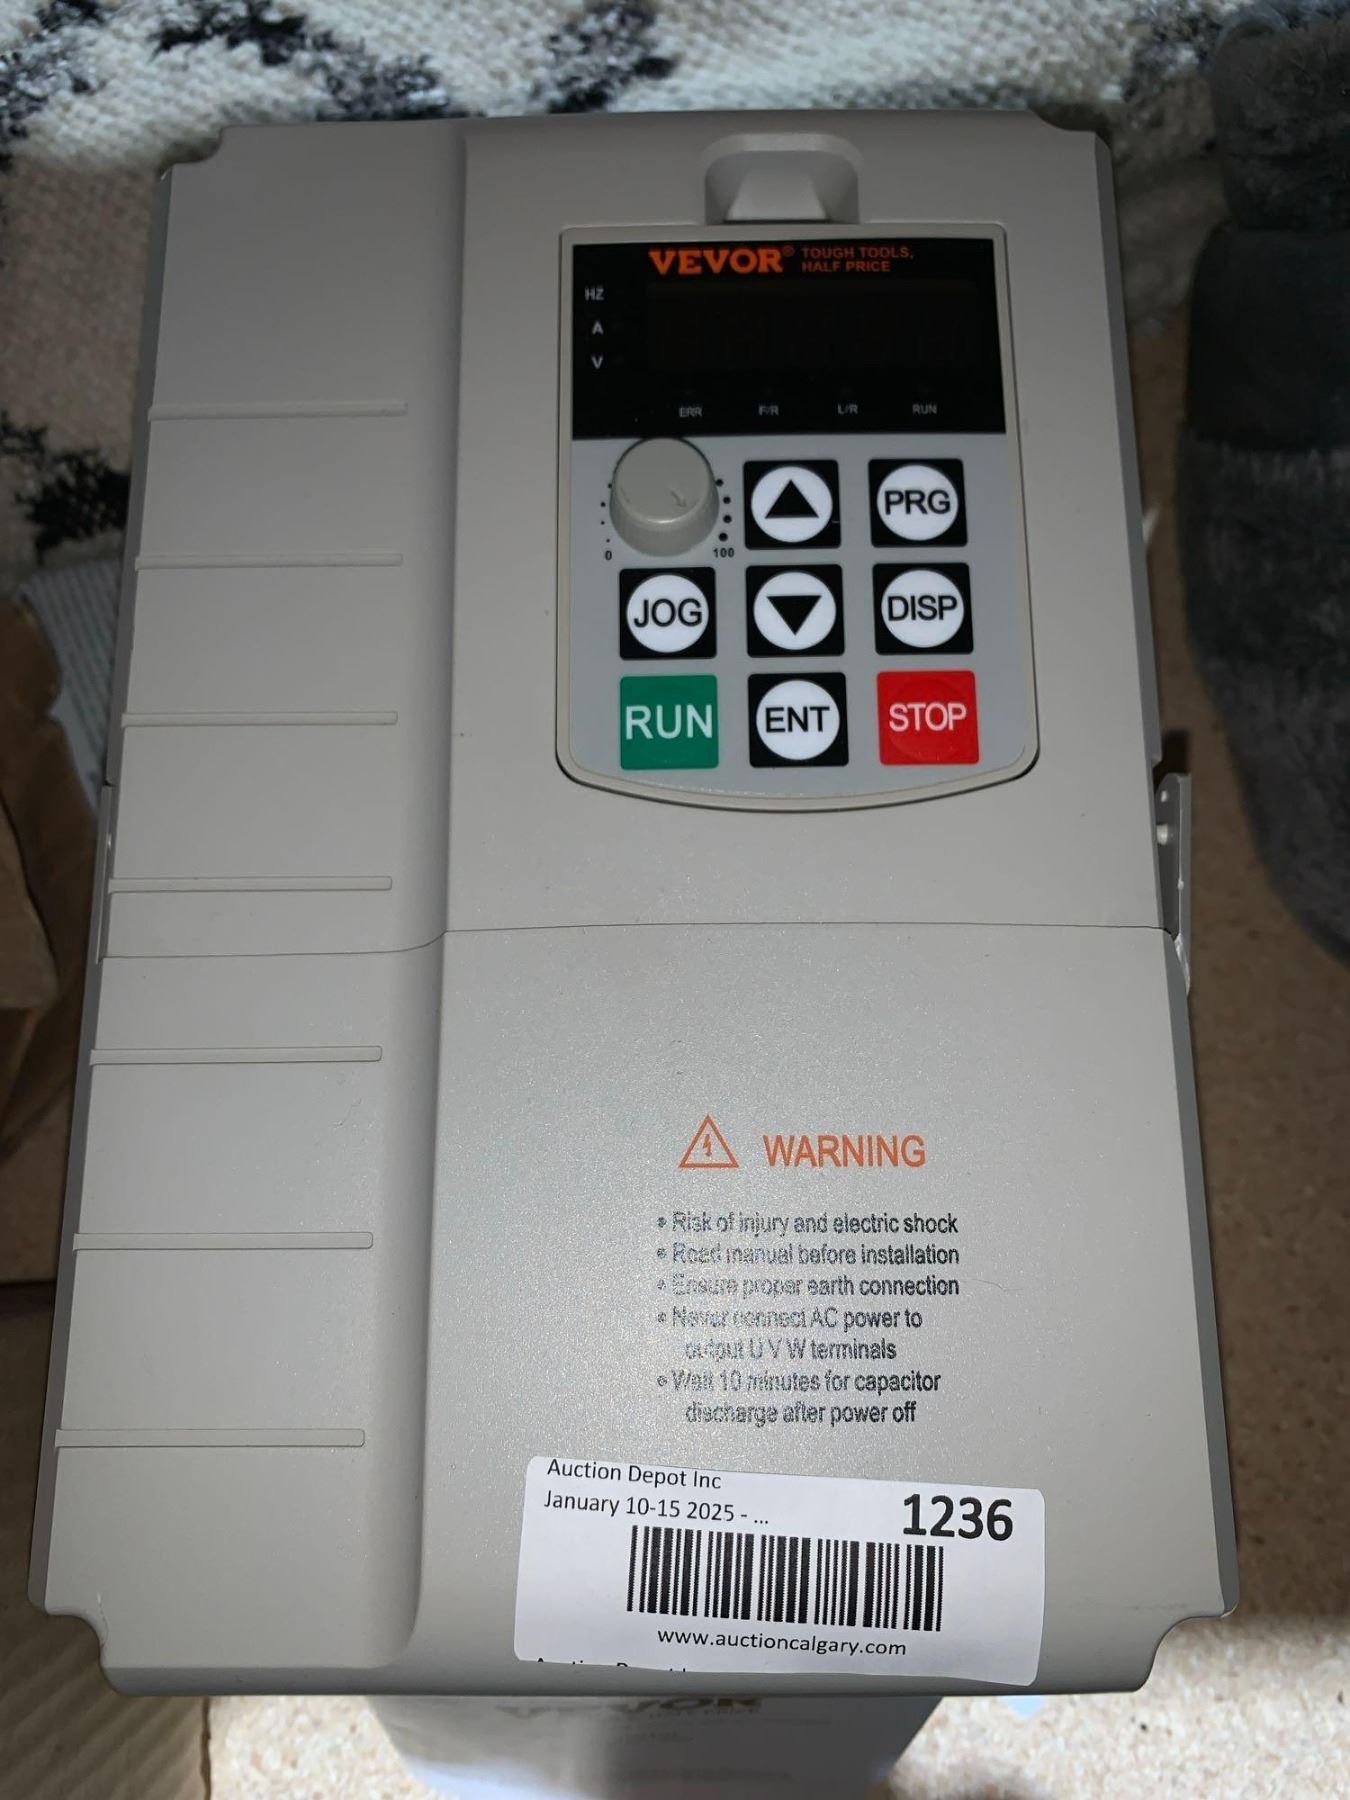 VEVOR® TOUGH TOOLS,
HALF PRICE
HZ
A
V
ERR F/R L/R RUN
0 100
PRG
JOG DISP
RUN ENT STOP
WARNING
• Risk of injury and electric shock
• Read manual before installation
• Ensure proper earth connection
• Never connect AC power to
output U V W terminals
• Wait 10 minutes for capacitor
discharge after power off
Auction Depot Inc
January 10-15 2025 - ...
1236
www.auctioncalgary.com
VEVOR
HALF PRICE